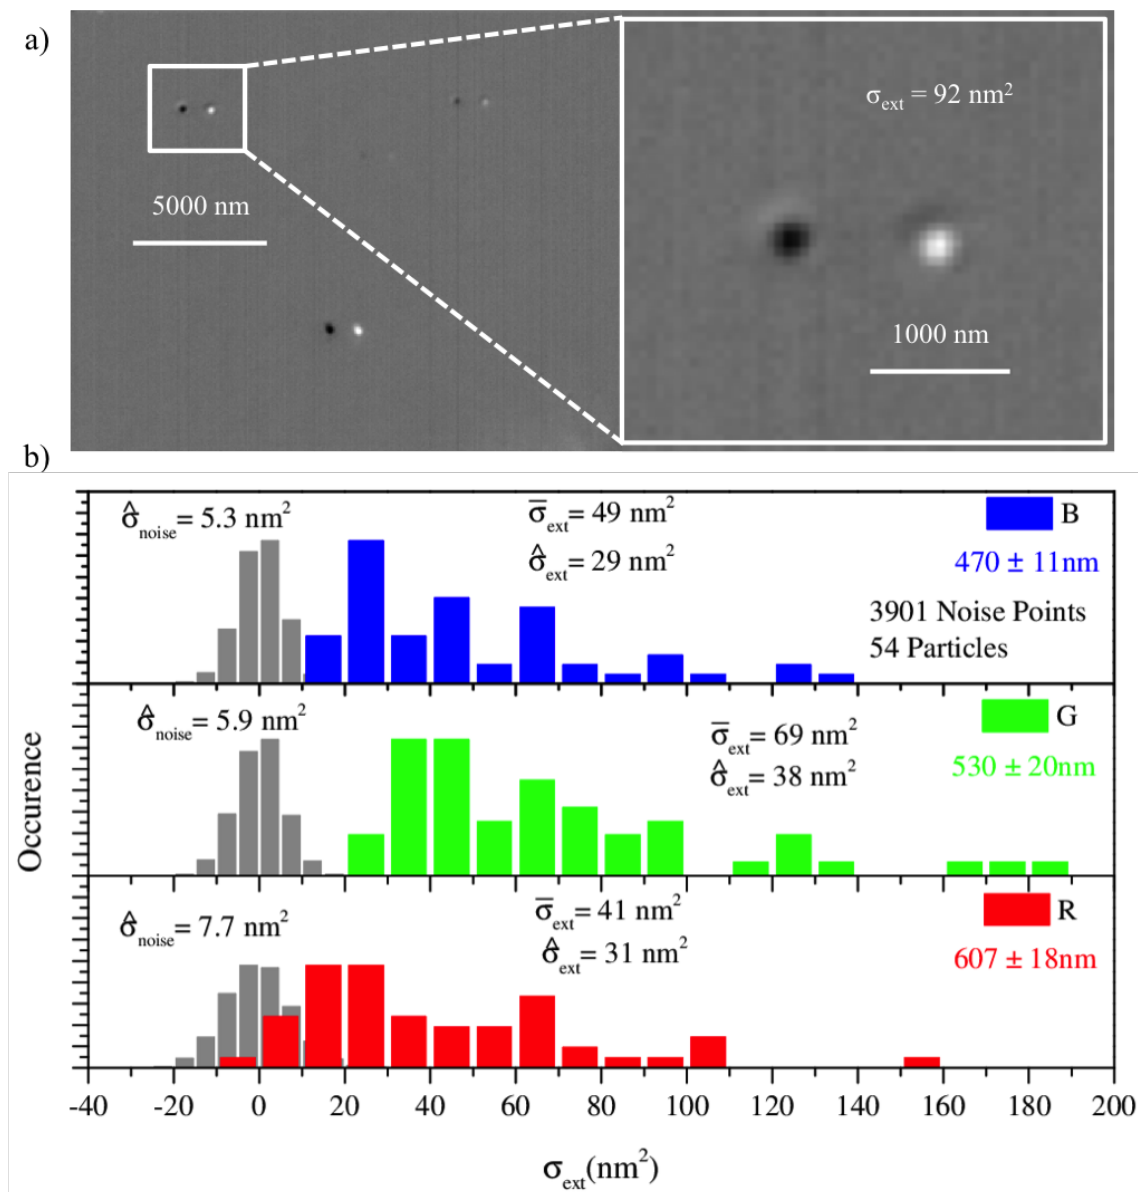 a)
σext = 92 nm²
5000 nm
1000 nm
b)
σ̂noise= 5.3 nm²
σ̅ext= 49 nm²
σ̂ext= 29 nm²
B
470 ± 11nm
3901 Noise Points
54 Particles
σ̂noise= 5.9 nm²
σ̅ext= 69 nm²
σ̂ext= 38 nm²
G
530 ± 20nm
Occurence
σ̂noise= 7.7 nm²
σ̅ext= 41 nm²
σ̂ext= 31 nm²
R
607 ± 18nm
-40 -20 0 20 40 60 80 100 120 140 160 180 200
σext(nm²)